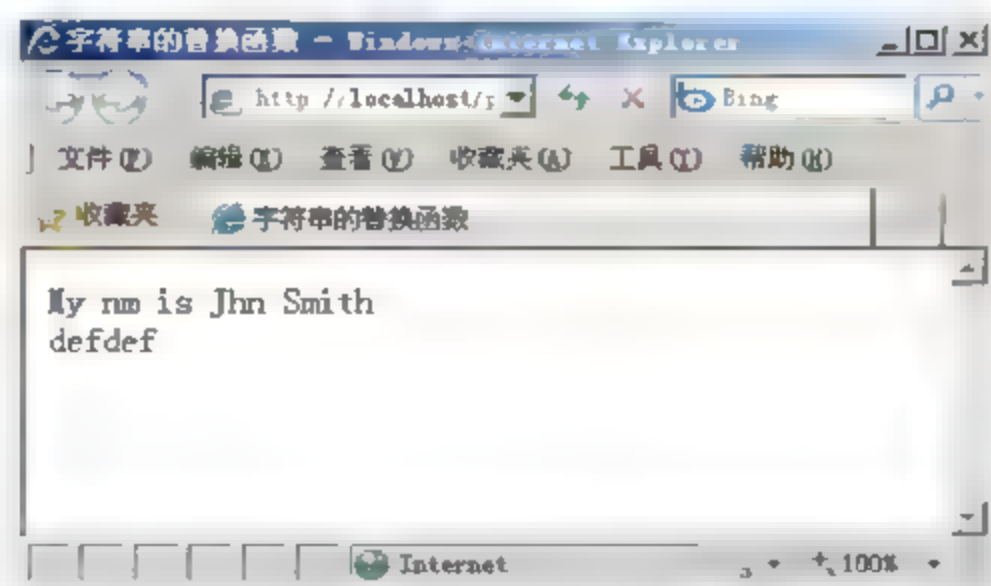 字符串的替换函数 - Windows Internet Explorer
http //localhost/p Bing
文件(F) 编辑(E) 查看(V) 收藏夹(A) 工具(T) 帮助(H)
收藏夹 字符串的替换函数
My nm is Jhn Smith
defdef
Internet 100%